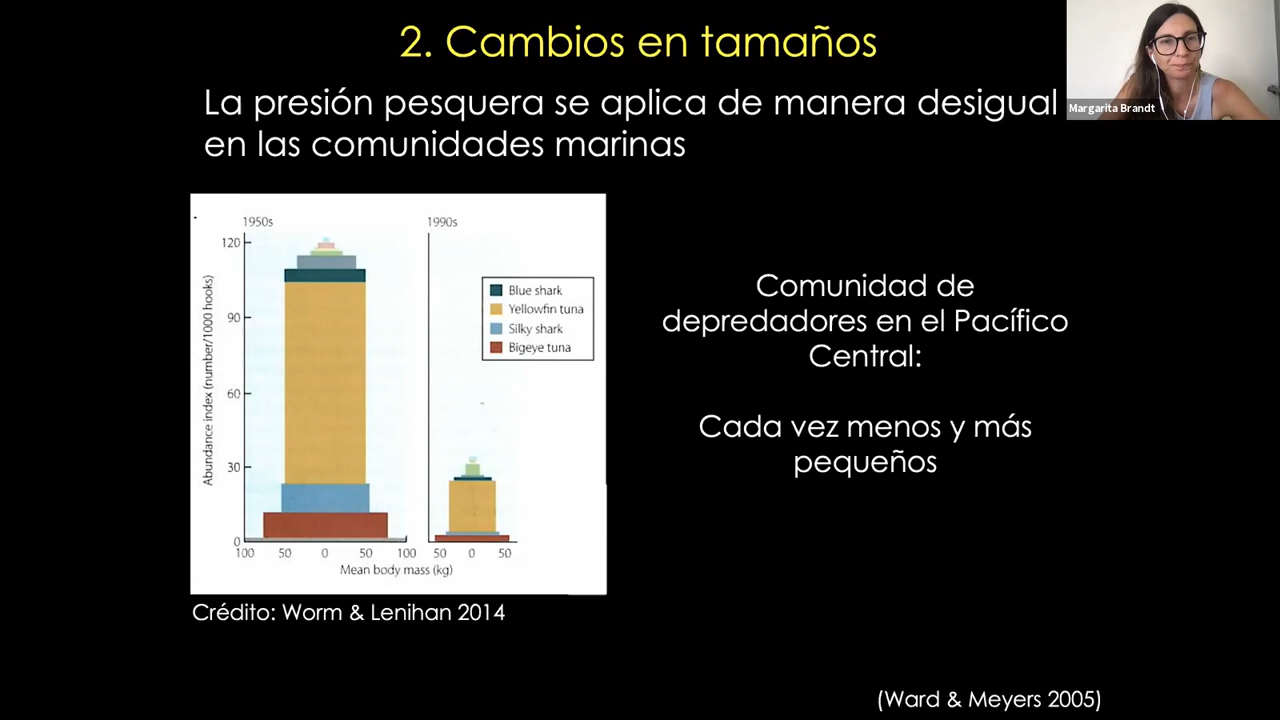 2. Cambios en tamaños
La presión pesquera se aplica de manera desigual
en las comunidades marinas
Margarita Brandt
1950s
1990s
120
90
60
30
0
Abundance index (number/1000 hooks)
Blue shark
Yellowfin tuna
Silky shark
Bigeye tuna
100 50 0 50 100
50 0 50
Mean body mass (kg)
Comunidad de
depredadores en el Pacífico
Central:
Cada vez menos y más
pequeños
Crédito: Worm & Lenihan 2014
(Ward & Meyers 2005)